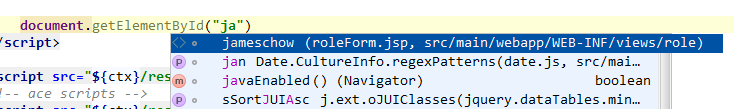 document.getElementById("ja")
/script>
<> jameschow (roleForm.jsp, src/main/webapp/WEB-INF/views/role)
p jan Date.CultureInfo.regexPatterns(date.js, src/mai...
script src="${ctx}/res
m javaEnabled() (Navigator) boolean
!-- ace scripts -->
p sSortJUIAsc j.ext.oJUIClasses(jquery.dataTables.min...
script src="${ctx}/res